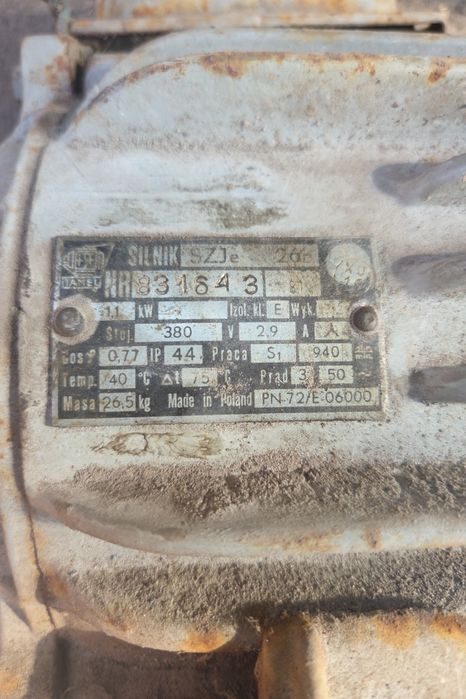 TAMEL SILNIK SZJe 26
NR 831643
1,1 kW Izol. kl. E Wyk.
Stoj. 380 V 2,9 A
Cos φ 0,77 IP 44 Praca S1 940
Temp. 40 °C Δt 75 °C Prąd 3 50
Masa 26,5 kg Made in Poland PN-72/E-06000